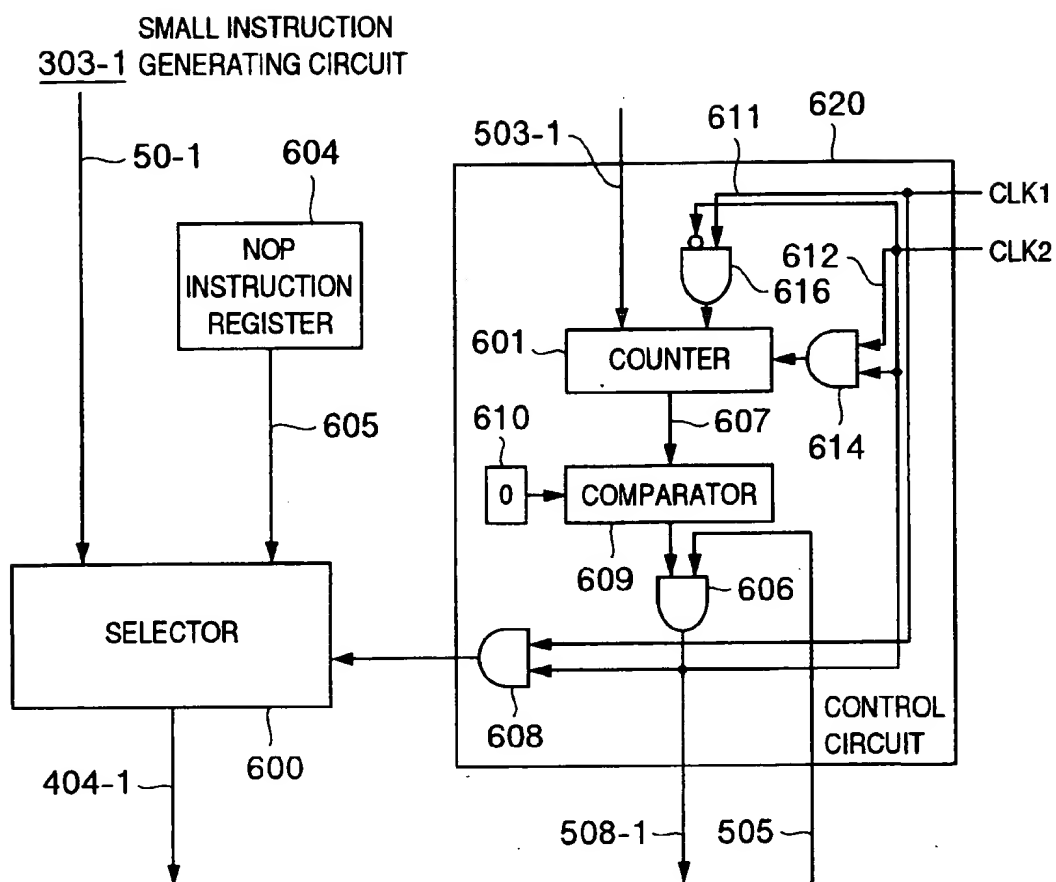 303-1
SMALL INSTRUCTION
GENERATING CIRCUIT
50-1
604
NOP
INSTRUCTION
REGISTER
605
503-1
611
620
CLK1
CLK2
612
616
601
COUNTER
614
607
610
0
COMPARATOR
609
606
SELECTOR
608
CONTROL
CIRCUIT
600
404-1
508-1
505